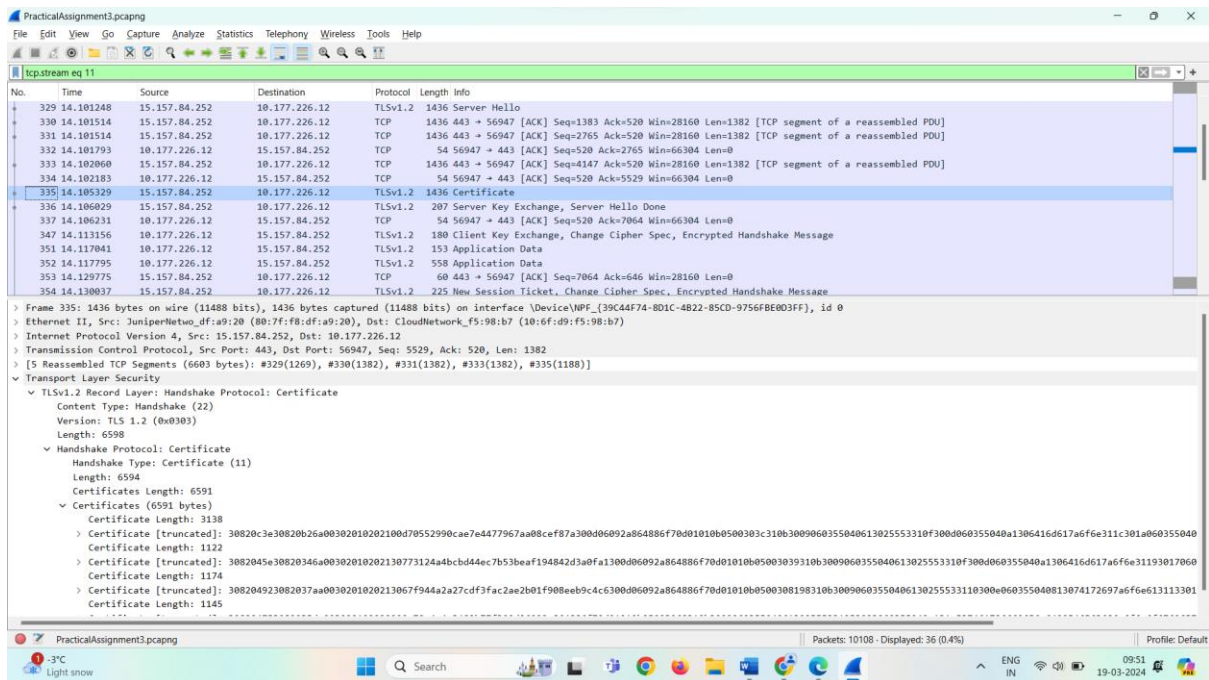 PracticalAssignment3.pcapng
File Edit View Go Capture Analyze Statistics Telephony Wireless Tools Help
tcp.stream eq 11
No. Time Source Destination Protocol Length Info
329 14.101248 15.157.84.252 10.177.226.12 TLSv1.2 1436 Server Hello
330 14.101514 15.157.84.252 10.177.226.12 TCP 1436 443 → 56947 [ACK] Seq=1383 Ack=520 Win=28160 Len=1382 [TCP segment of a reassembled PDU]
331 14.101514 15.157.84.252 10.177.226.12 TCP 1436 443 → 56947 [ACK] Seq=2765 Ack=520 Win=28160 Len=1382 [TCP segment of a reassembled PDU]
332 14.101793 10.177.226.12 15.157.84.252 TCP 54 56947 → 443 [ACK] Seq=520 Ack=2765 Win=66304 Len=0
333 14.102060 15.157.84.252 10.177.226.12 TCP 1436 443 → 56947 [ACK] Seq=4147 Ack=520 Win=28160 Len=1382 [TCP segment of a reassembled PDU]
334 14.102183 10.177.226.12 15.157.84.252 TCP 54 56947 → 443 [ACK] Seq=520 Ack=5529 Win=66304 Len=0
335 14.105329 15.157.84.252 10.177.226.12 TLSv1.2 1436 Certificate
336 14.106029 15.157.84.252 10.177.226.12 TLSv1.2 207 Server Key Exchange, Server Hello Done
337 14.106231 10.177.226.12 15.157.84.252 TCP 54 56947 → 443 [ACK] Seq=520 Ack=7064 Win=66304 Len=0
347 14.113156 10.177.226.12 15.157.84.252 TLSv1.2 180 Client Key Exchange, Change Cipher Spec, Encrypted Handshake Message
351 14.117041 10.177.226.12 15.157.84.252 TLSv1.2 153 Application Data
352 14.117795 10.177.226.12 15.157.84.252 TLSv1.2 558 Application Data
353 14.129775 15.157.84.252 10.177.226.12 TCP 60 443 → 56947 [ACK] Seq=7064 Ack=646 Win=28160 Len=0
354 14.130037 15.157.84.252 10.177.226.12 TLSv1.2 225 New Session Ticket, Change Cipher Spec, Encrypted Handshake Message
> Frame 335: 1436 bytes on wire (11488 bits), 1436 bytes captured (11488 bits) on interface \Device\NPF_{39C44F74-8D1C-4B22-85CD-9756FBE0D3FF}, id 0
> Ethernet II, Src: JuniperNetwo_df:a9:20 (80:7f:f8:df:a9:20), Dst: CloudNetwork_f5:98:b7 (10:6f:d9:f5:98:b7)
> Internet Protocol Version 4, Src: 15.157.84.252, Dst: 10.177.226.12
> Transmission Control Protocol, Src Port: 443, Dst Port: 56947, Seq: 5529, Ack: 520, Len: 1382
> [5 Reassembled TCP Segments (6603 bytes): #329(1269), #330(1382), #331(1382), #333(1382), #335(1188)]
Transport Layer Security
TLSv1.2 Record Layer: Handshake Protocol: Certificate
Content Type: Handshake (22)
Version: TLS 1.2 (0x0303)
Length: 6598
Handshake Protocol: Certificate
Handshake Type: Certificate (11)
Length: 6594
Certificates Length: 6591
Certificates (6591 bytes)
Certificate Length: 3138
> Certificate [truncated]: 30820c3e30820b26a00302010202100d70552990cae7e4477967aa08cef87a300d06092a864886f70d01010b0500303c310b300906035504061302555331​0f300d060355040a1306416d617a6f6e311c301a060355040
Certificate Length: 1122
> Certificate [truncated]: 3082045e30820346a0030201020213077312​4a4bcbd44ec7b53beaf194842d3a0fa1300d06092a864886f70d01010b05003039310b3009060355040613025553310f300d060355040a1306416d617a6f6e31193017060
Certificate Length: 1174
> Certificate [truncated]: 308204923082037aa003020102021306​7f944a2a27cdf3fac2ae2b01f908eeb9c4c6300d06092a864886f70d01010b0500308198310b3009060355040613025553​3110300e060355040813074172697a6f6e613113301
Certificate Length: 1145
PracticalAssignment3.pcapng
Packets: 10108 · Displayed: 36 (0.4%)
Profile: Default
1
-3°C
Light snow
Search
ENG
IN
09:51
19-03-2024